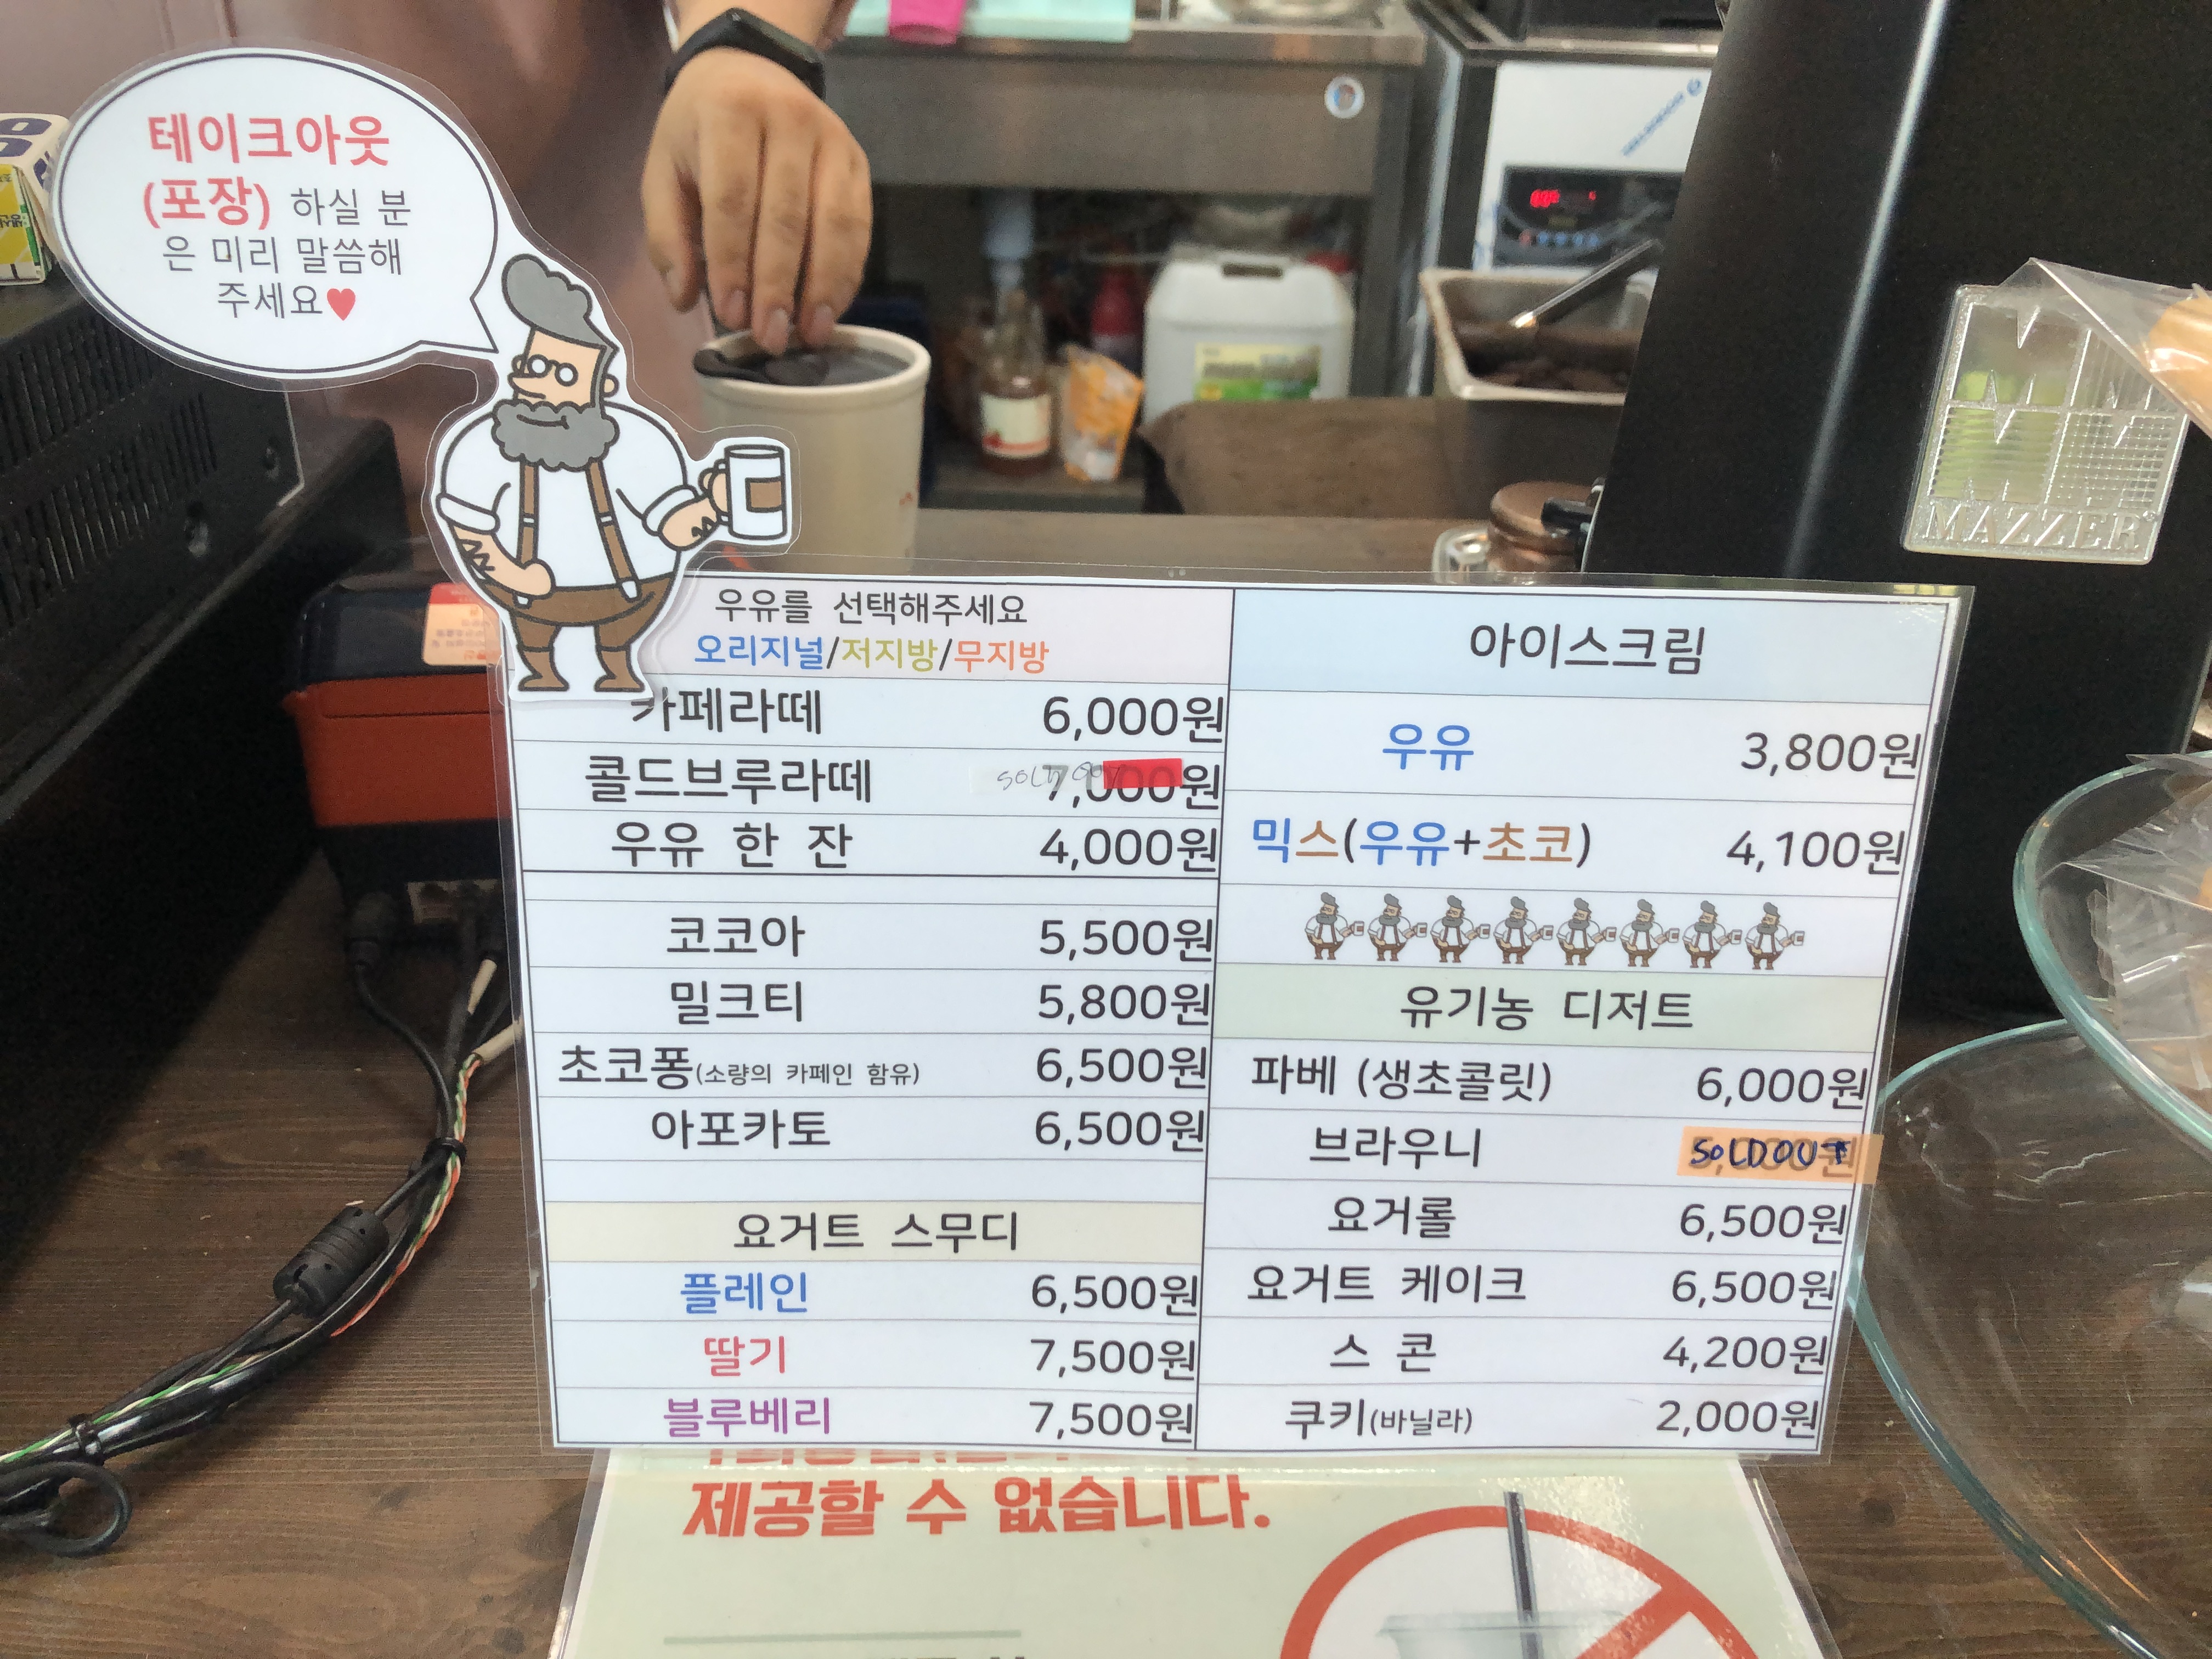 테이크아웃
(포장) 하실 분
은 미리 말씀해
주세요♥
MAZZER
우유를 선택해주세요
오리지널/저지방/무지방
카페라떼 6,000원
콜드브루라떼 SOLD OUT 7,000원
우유 한 잔 4,000원
코코아 5,500원
밀크티 5,800원
초코퐁(소량의 카페인 함유) 6,500원
아포카토 6,500원
요거트 스무디
플레인 6,500원
딸기 7,500원
블루베리 7,500원
아이스크림
우유 3,800원
믹스(우유+초코) 4,100원
유기농 디저트
파베 (생초콜릿) 6,000원
브라우니 SOLDOUT
요거롤 6,500원
요거트 케이크 6,500원
스 콘 4,200원
쿠키(바닐라) 2,000원
제공할 수 없습니다.